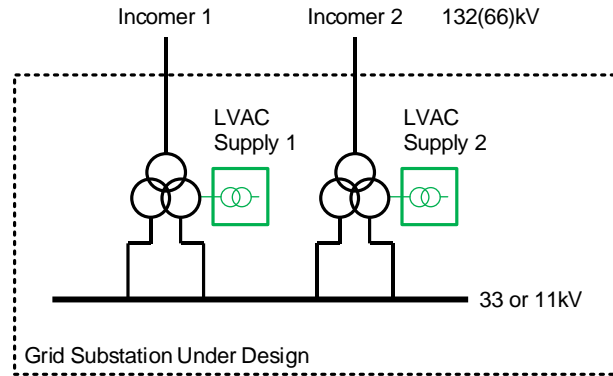 Incomer 1
Incomer 2
132(66)kV
LVAC
Supply 1
LVAC
Supply 2
33 or 11kV
Grid Substation Under Design